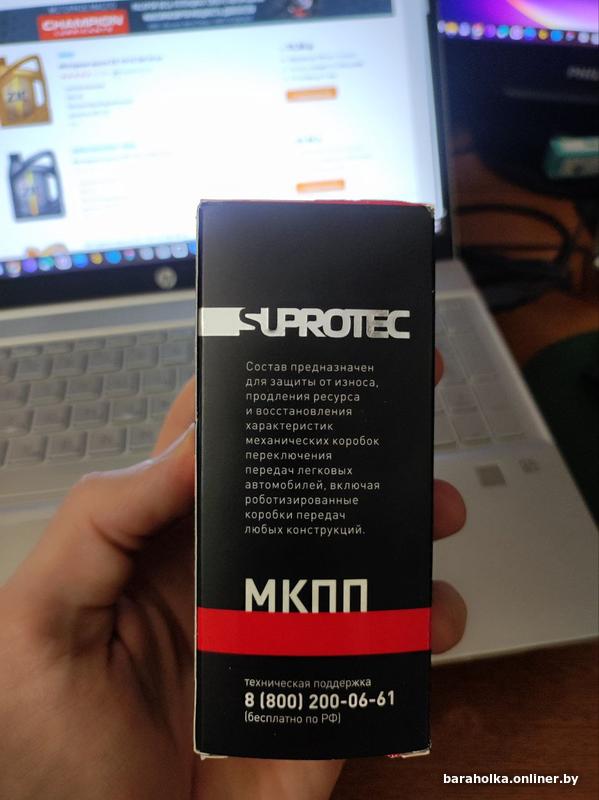 CHAMPION
SUPROTEC
Состав предназначен
для защиты от износа,
продления ресурса
и восстановления
характеристик
механических коробок
переключения
передач легковых
автомобилей, включая
роботизированные
коробки передач
любых конструкций.
МКПП
техническая поддержка
8 (800) 200-06-61
(бесплатно по РФ)
baraholka.onliner.by